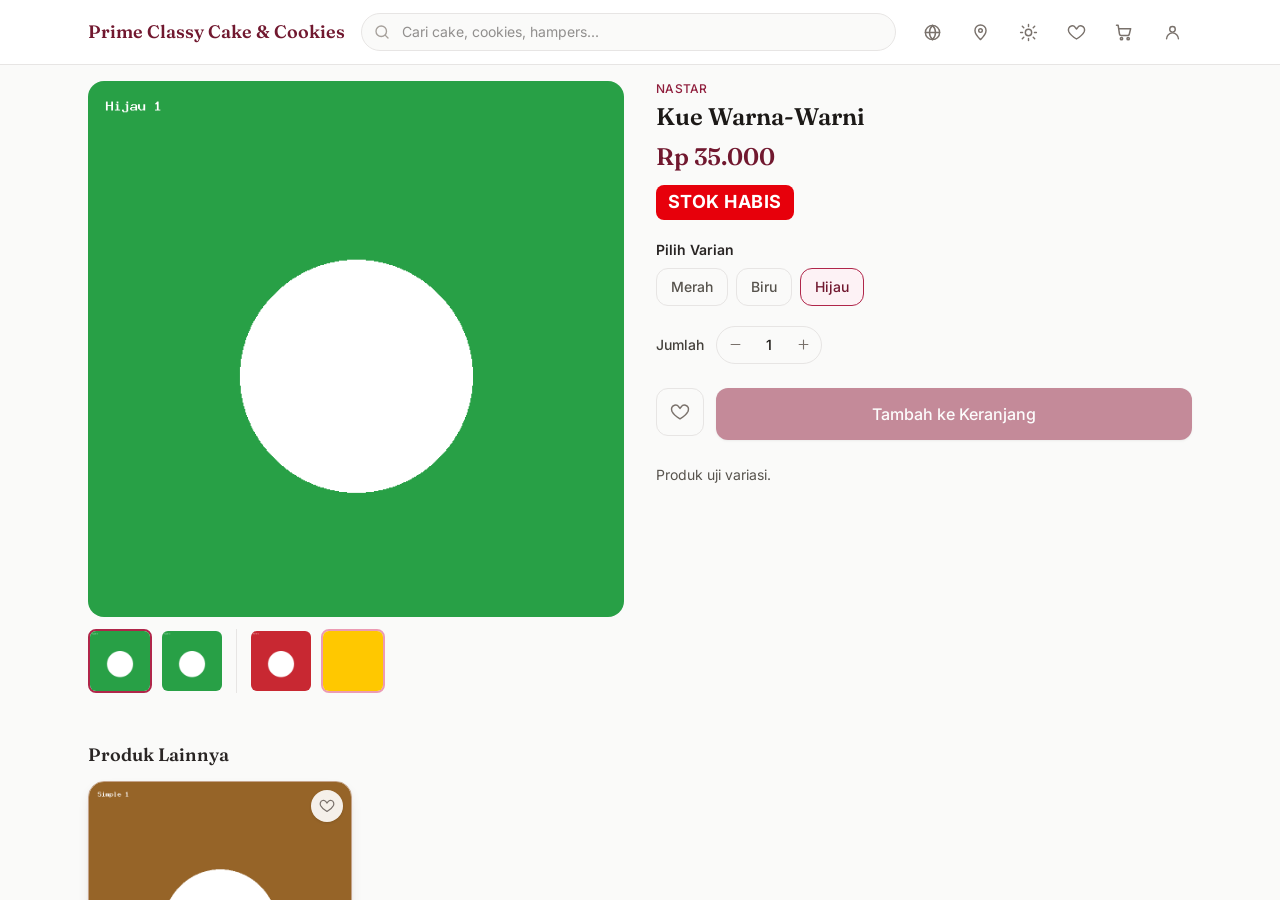 Prime Classy Cake & Cookies
Cari cake, cookies, hampers...
Hijau 1
NASTAR
Kue Warna-Warni
Rp 35.000
STOK HABIS
Pilih Varian
Merah
Biru
Hijau
Jumlah
1
Tambah ke Keranjang
Produk uji variasi.
Produk Lainnya
Simple 1